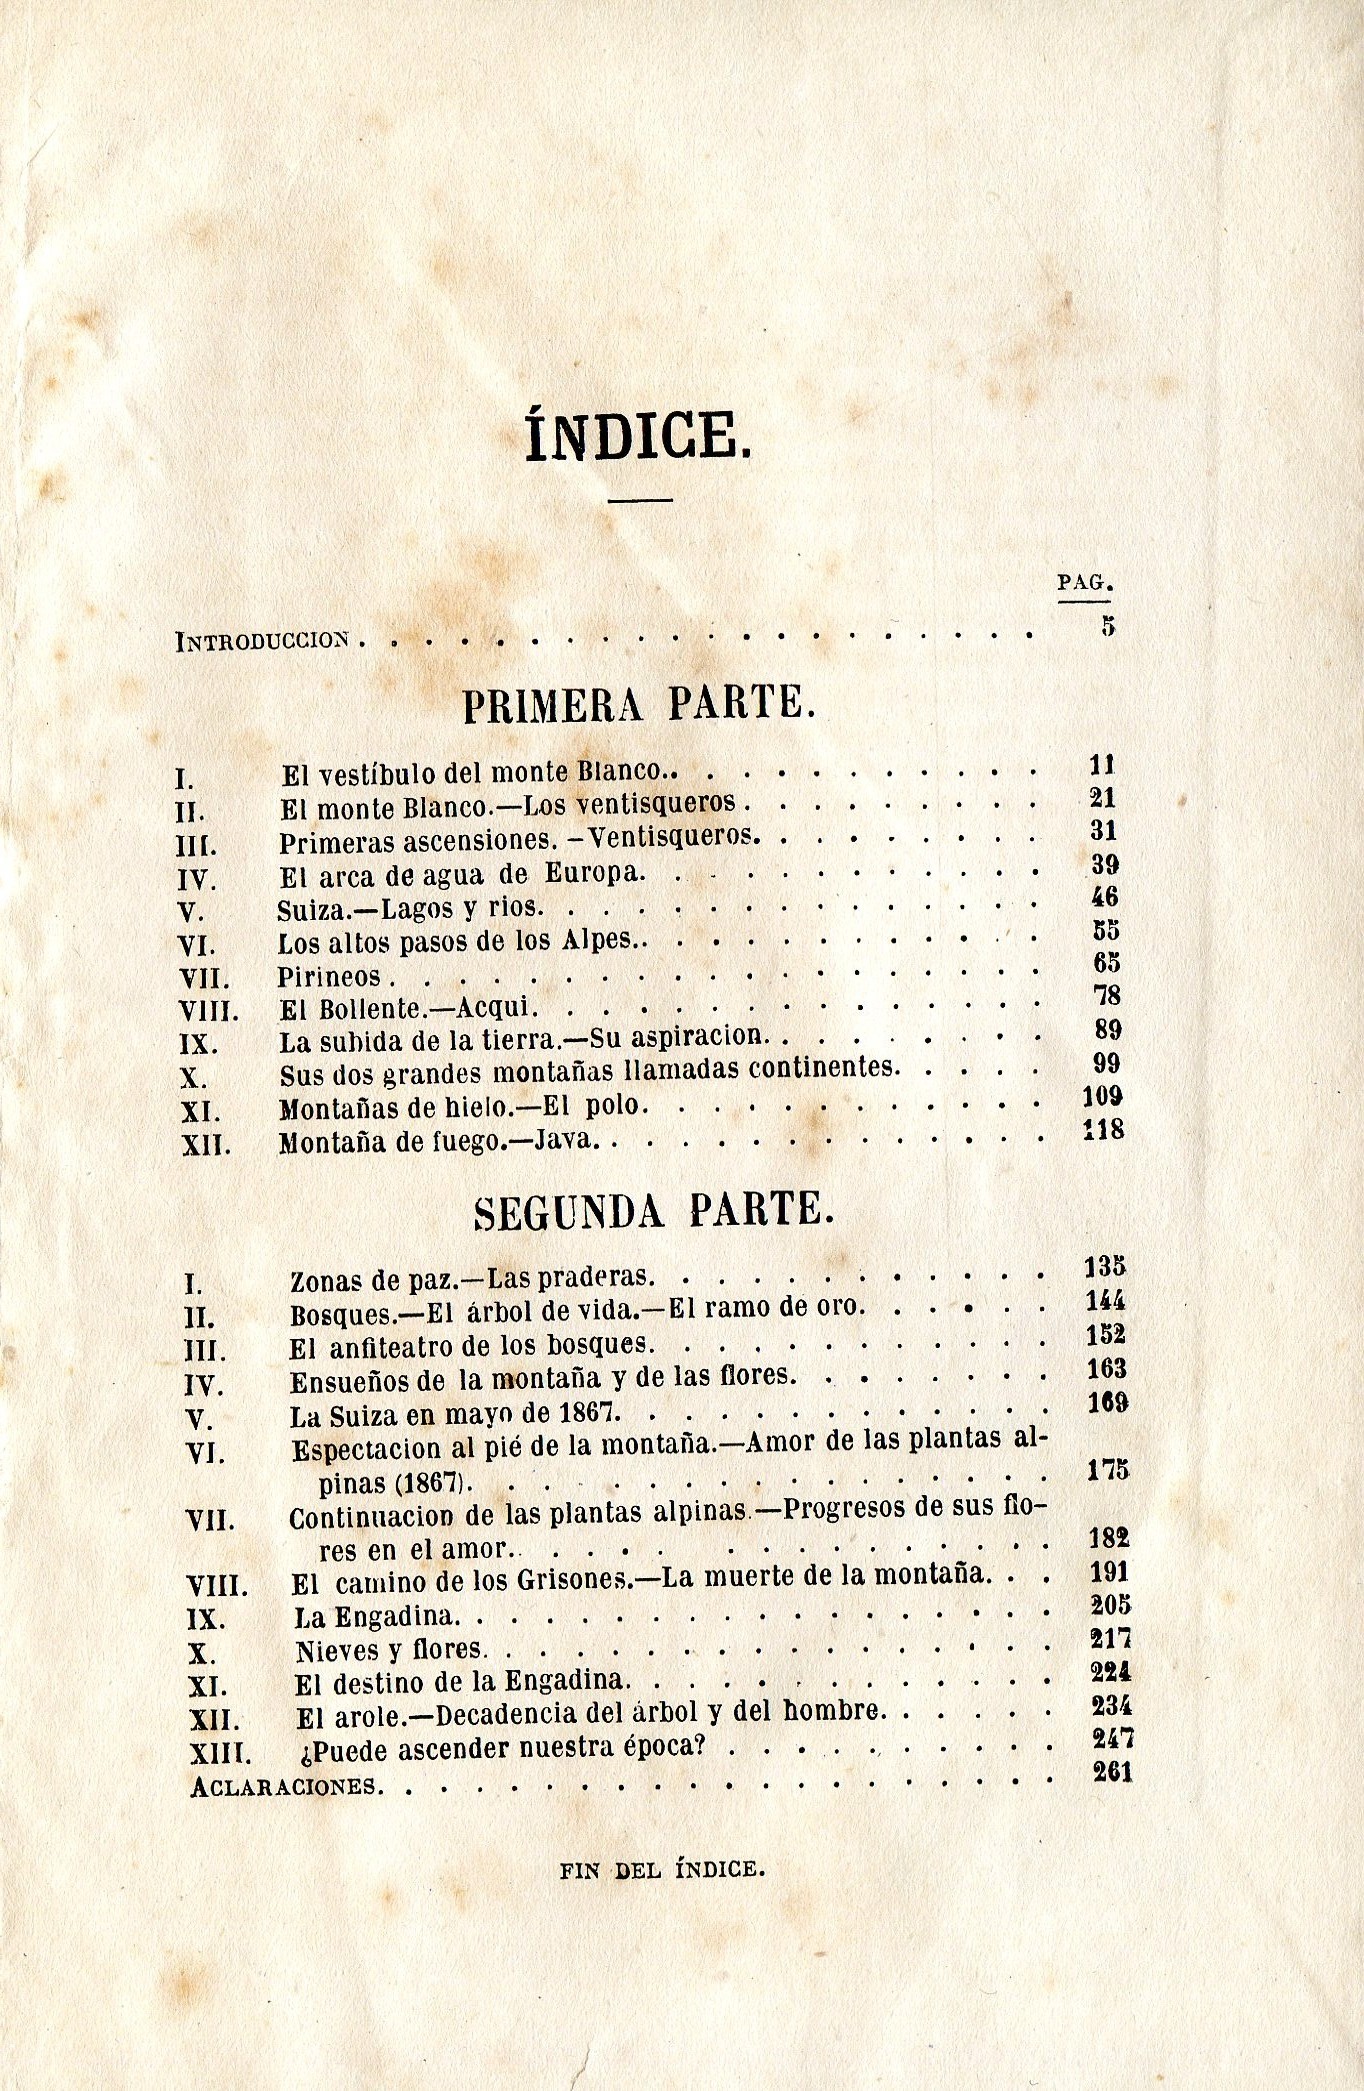 ÍNDICE.
PAG.
INTRODUCCION . . . . . . . . . . . . . . . . . . . . 5
PRIMERA PARTE.
I. El vestíbulo del monte Blanco.. . . . . . . . . . . 11
II. El monte Blanco.—Los ventisqueros . . . . . . . . . 21
III. Primeras ascensiones.—Ventisqueros. . . . . . . . . 31
IV. El arca de agua de Europa. . . . . . . . . . . . 39
V. Suiza.—Lagos y rios. . . . . . . . . . . . . . . 46
VI. Los altos pasos de los Alpes.. . . . . . . . . . . . 55
VII. Pirineos . . . . . . . . . . . . . . . . . . . 65
VIII. El Bollente.—Acqui. . . . . . . . . . . . . . . 78
IX. La subida de la tierra.—Su aspiracion. . . . . . . . . 89
X. Sus dos grandes montañas llamadas continentes. . . . . 99
XI. Montañas de hielo.—El polo. . . . . . . . . . . . 109
XII. Montaña de fuego.—Java. . . . . . . . . . . . . . 118
SEGUNDA PARTE.
I. Zonas de paz.—Las praderas. . . . . . . . . . . . 135
II. Bosques.—El árbol de vida.—El ramo de oro. . . . . . 144
III. El anfiteatro de los bosques. . . . . . . . . . . . 152
IV. Ensueños de la montaña y de las flores. . . . . . . . 163
V. La Suiza en mayo de 1867. . . . . . . . . . . . . 169
VI. Espectacion al pié de la montaña.—Amor de las plantas al-
pinas (1867). . . . . . . . . . . . . . . . . 175
VII. Continuacion de las plantas alpinas.—Progresos de sus flo-
res en el amor.. . . . . . . . . . . . . . . 182
VIII. El camino de los Grisones.—La muerte de la montaña. . . 191
IX. La Engadina. . . . . . . . . . . . . . . . . . 205
X. Nieves y flores. . . . . . . . . . . . . . . . . 217
XI. El destino de la Engadina. . . . . . . . . . . . . 224
XII. El arole.—Decadencia del árbol y del hombre. . . . . . 234
XIII. ¿Puede ascender nuestra época? . . . . . . . . . . 247
ACLARACIONES. . . . . . . . . . . . . . . . . . . . 261
FIN DEL ÍNDICE.